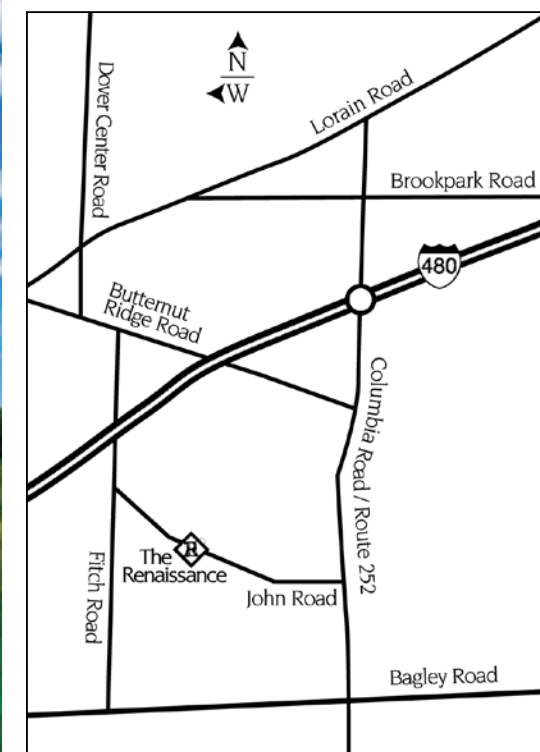 N
W
Dover Center Road
Lorain Road
Brookpark Road
480
Butternut
Ridge Road
Columbia Road / Route 252
R
The
Renaissance
John Road
Fitch Road
Bagley Road